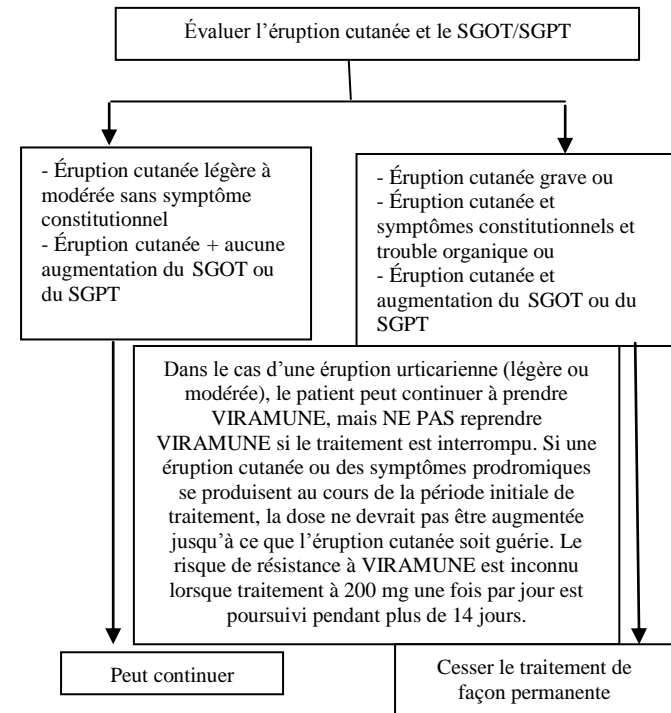 Évaluer l’éruption cutanée et le SGOT/SGPT
- Éruption cutanée légère à
modérée sans symptôme
constitutionnel
- Éruption cutanée + aucune
augmentation du SGOT ou
du SGPT
- Éruption cutanée grave ou
- Éruption cutanée et
symptômes constitutionnels et
trouble organique ou
- Éruption cutanée et
augmentation du SGOT ou du
SGPT
Dans le cas d’une éruption urticarienne (légère ou
modérée), le patient peut continuer à prendre
VIRAMUNE, mais NE PAS reprendre
VIRAMUNE si le traitement est interrompu. Si une
éruption cutanée ou des symptômes prodromiques
se produisent au cours de la période initiale de
traitement, la dose ne devrait pas être augmentée
jusqu’à ce que l’éruption cutanée soit guérie. Le
risque de résistance à VIRAMUNE est inconnu
lorsque traitement à 200 mg une fois par jour est
poursuivi pendant plus de 14 jours.
Peut continuer
Cesser le traitement de
façon permanente